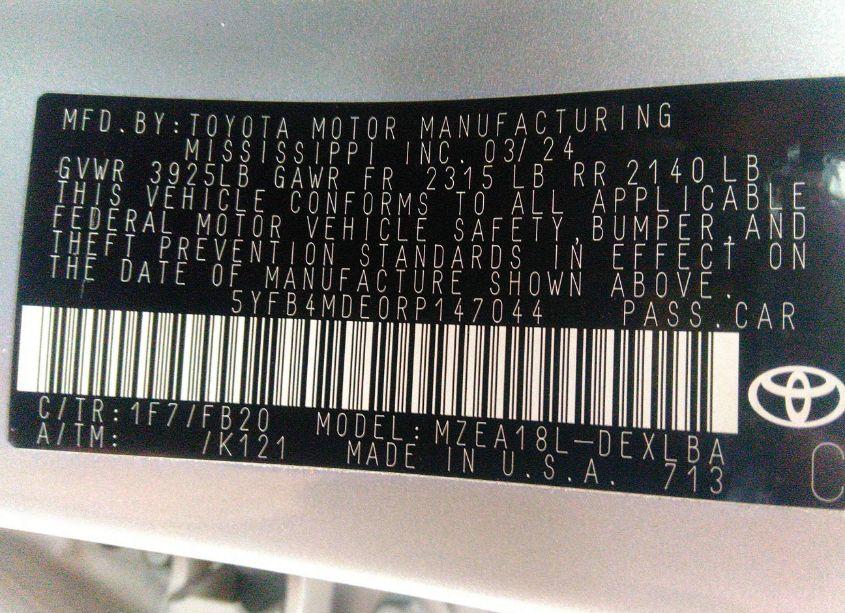 MFD.BY:TOYOTA MOTOR MANUFACTURING
MISSISSIPPI INC. 03/24
GVWR 3925LB GAWR FR 2315 LB RR 2140 LB
THIS VEHICLE CONFORMS TO ALL APPLICABLE
FEDERAL MOTOR VEHICLE SAFETY,BUMPER,AND
THEFT PREVENTION STANDARDS IN EFFECT ON
THE DATE OF MANUFACTURE SHOWN ABOVE.
5YFB4MDE0RP147044 PASS.CAR
C/TR:1F7/FB20 MODEL:MZEA18L-DEXLBA
A/TM: /K121 MADE IN U.S.A. 713
C